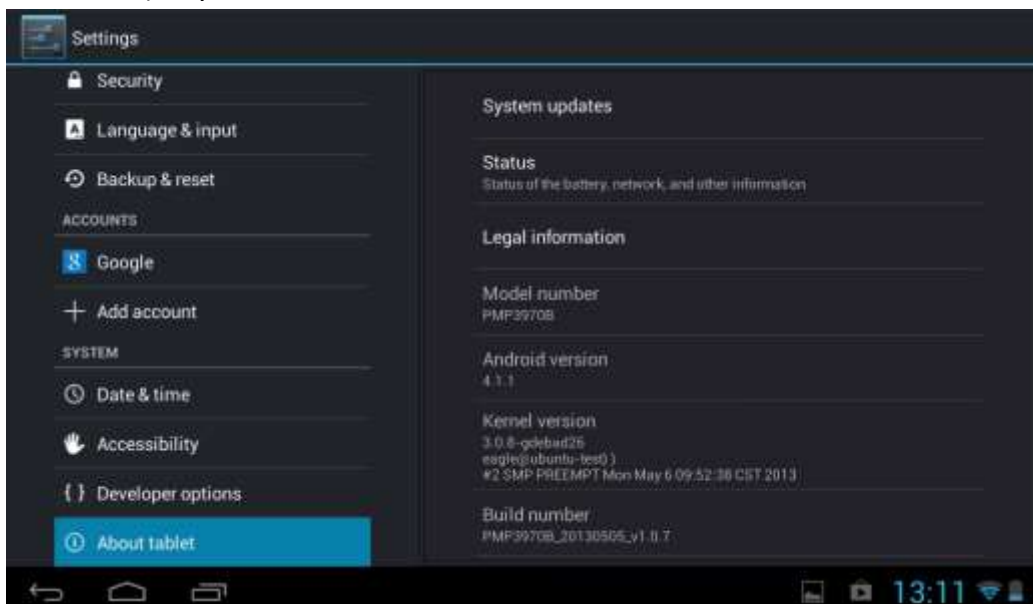 Settings
Security
Language & input
Backup & reset
ACCOUNTS
Google
Add account
SYSTEM
Date & time
Accessibility
{ } Developer options
About tablet
System updates
Status
Status of the battery, network, and other information
Legal information
Model number
PMP3970B
Android version
4.1.1
Kernel version
3.0.8-gdebad26
eagle@ubuntu-test0 )
#2 SMP PREEMPT Mon May 6 09:52:38 CST 2013
Build number
PMP3970B_20130505_v1.0.7
13:11